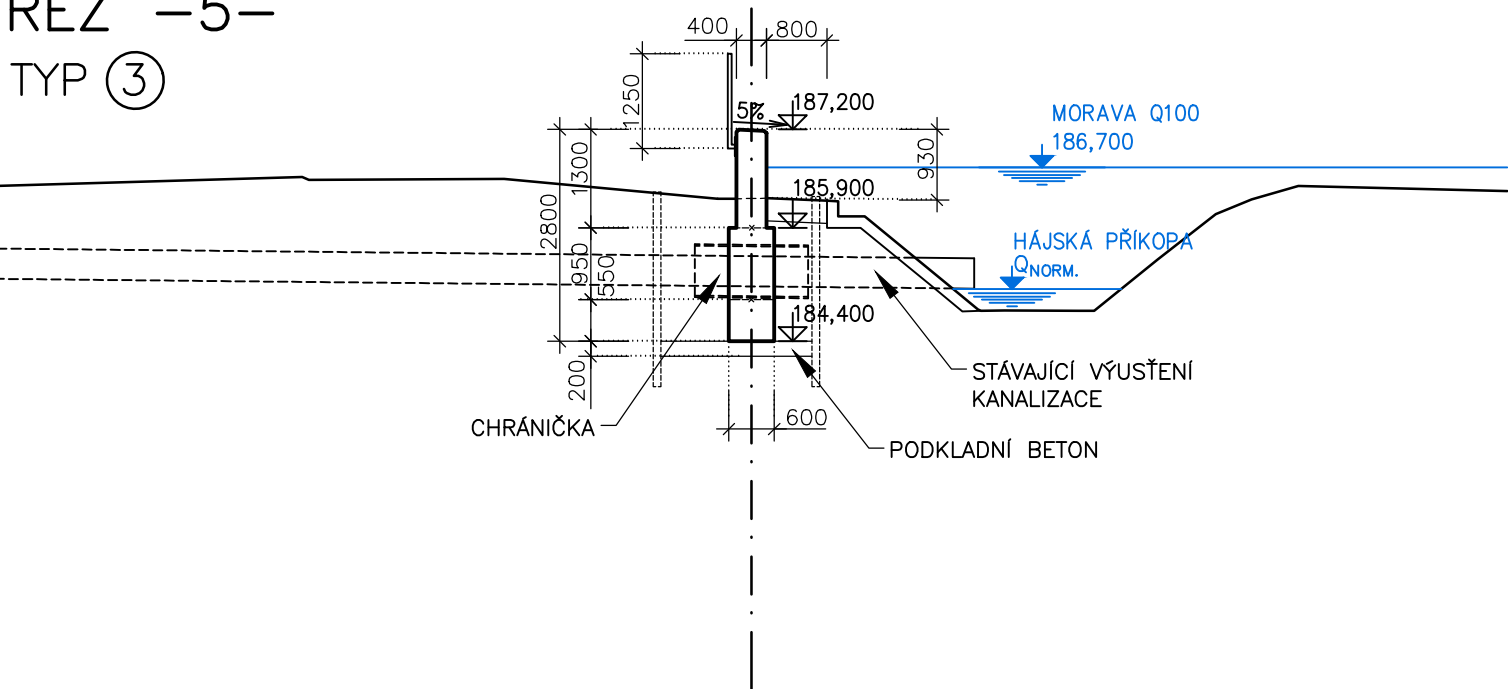 ŘEZ -5-
TYP 3
400
800
1250
5%
187,200
MORAVA Q100
186,700
930
1300
185,900
2800
HÁJSKÁ PŘÍKOPA
QNORM.
950
550
184,400
200
STÁVAJÍCÍ VÝUSTĚNÍ
KANALIZACE
CHRÁNIČKA
600
PODKLADNÍ BETON